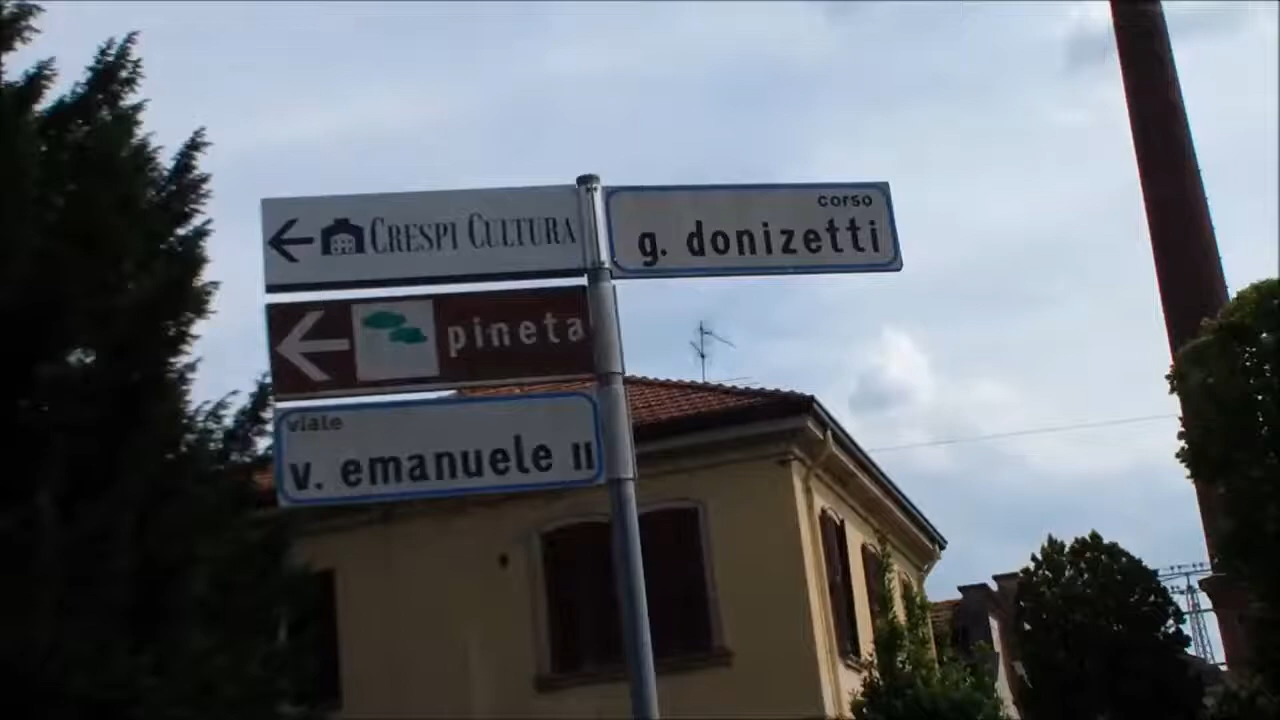 CRESPI CULTURA
corso
g. donizetti
pineta
viale
v. emanuele II